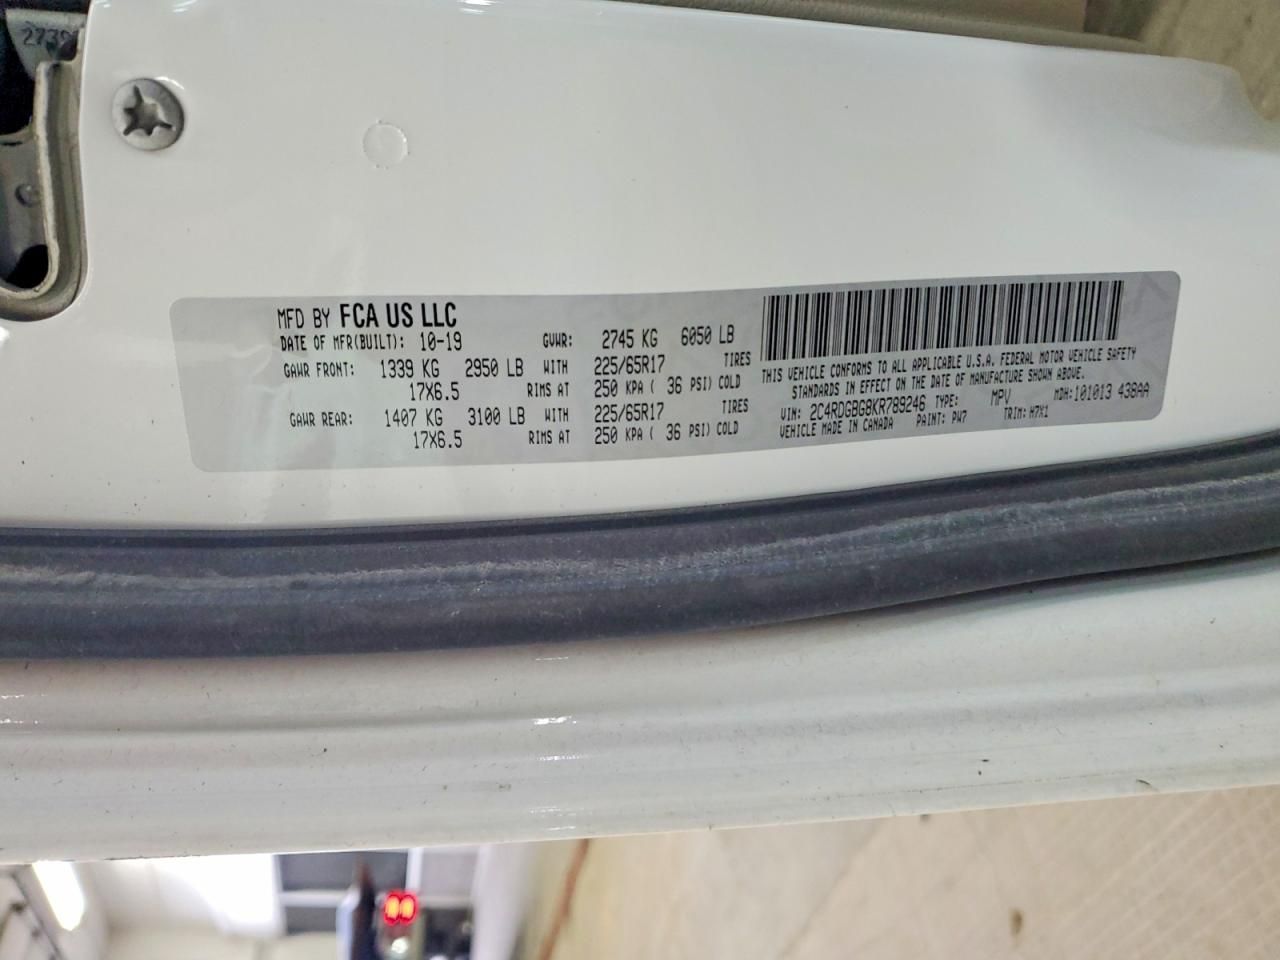 2739
MFD BY FCA US LLC
DATE OF MFR(BUILT): 10-19 GVWR: 2745 KG 6050 LB
GAWR FRONT: 1339 KG 2950 LB WITH 225/65R17 TIRES
17X6.5 RIMS AT 250 KPA ( 36 PSI) COLD
GAWR REAR: 1407 KG 3100 LB WITH 225/65R17 TIRES
17X6.5 RIMS AT 250 KPA ( 36 PSI) COLD
THIS VEHICLE CONFORMS TO ALL APPLICABLE U.S.A. FEDERAL MOTOR VEHICLE SAFETY
STANDARDS IN EFFECT ON THE DATE OF MANUFACTURE SHOWN ABOVE.
VIN: 2C4RDGBG8KR789246 TYPE: MPV MDH:101013 438AA
VEHICLE MADE IN CANADA PAINT: PW7 TRIM: H7X1